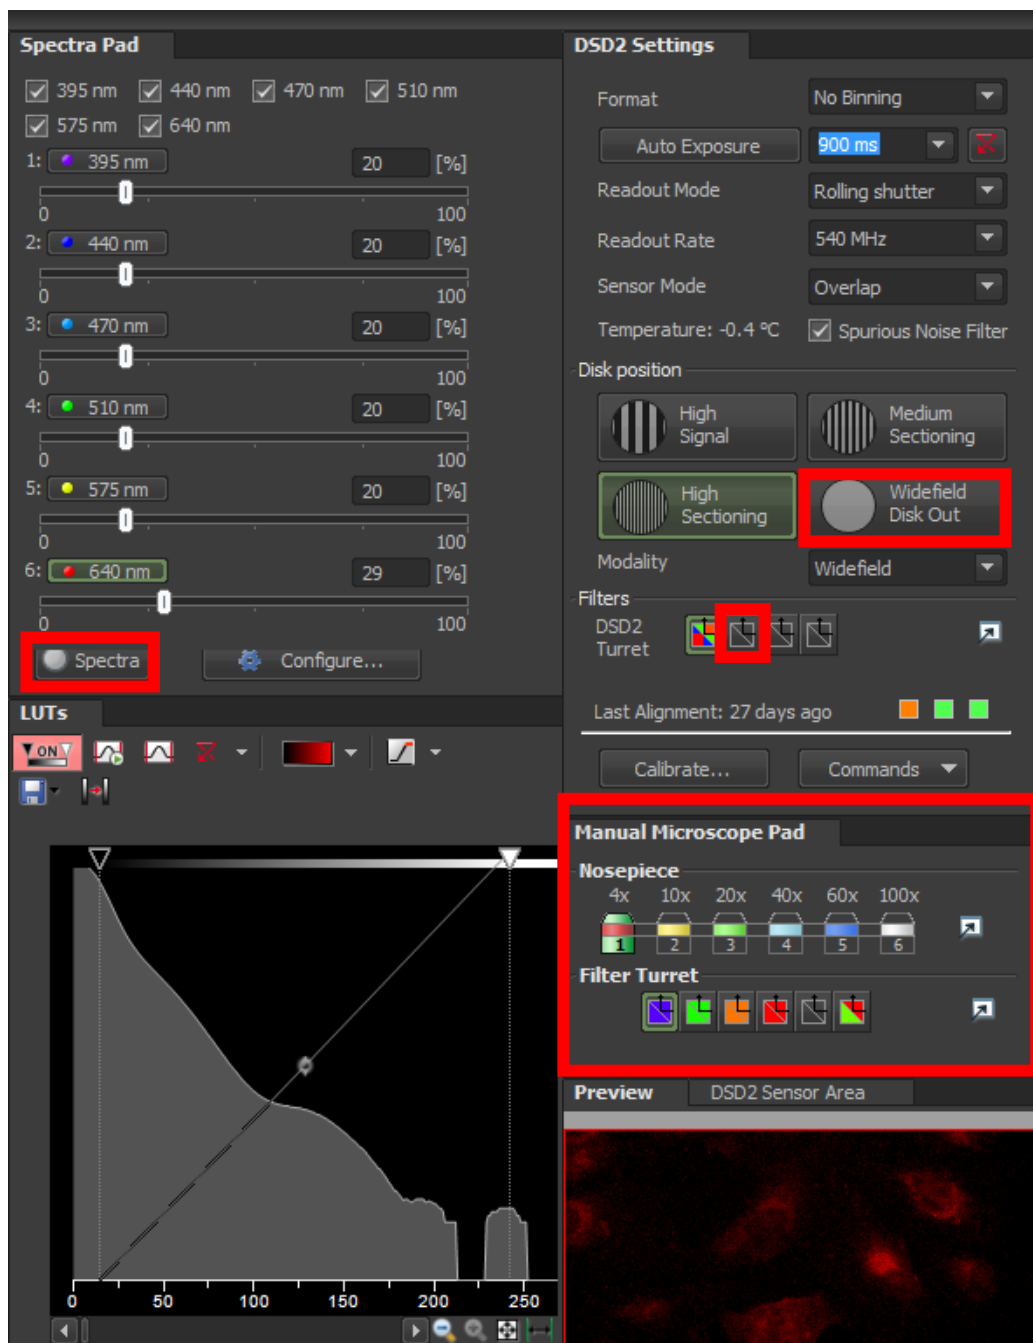 Spectra Pad
395 nm 440 nm 470 nm 510 nm
575 nm 640 nm
1: 395 nm 20 [%]
0 100
2: 440 nm 20 [%]
0 100
3: 470 nm 20 [%]
0 100
4: 510 nm 20 [%]
0 100
5: 575 nm 20 [%]
0 100
6: 640 nm 29 [%]
0 100
Spectra Configure...
LUTs
ON
0 50 100 150 200 250
DSD2 Settings
Format No Binning
Auto Exposure 900 ms
Readout Mode Rolling shutter
Readout Rate 540 MHz
Sensor Mode Overlap
Temperature: -0.4 ºC Spurious Noise Filter
Disk position
High
Signal
Medium
Sectioning
High
Sectioning
Widefield
Disk Out
Modality Widefield
Filters
DSD2
Turret
Last Alignment: 27 days ago
Calibrate... Commands
Manual Microscope Pad
Nosepiece
4x 10x 20x 40x 60x 100x
1 2 3 4 5 6
Filter Turret
Preview DSD2 Sensor Area